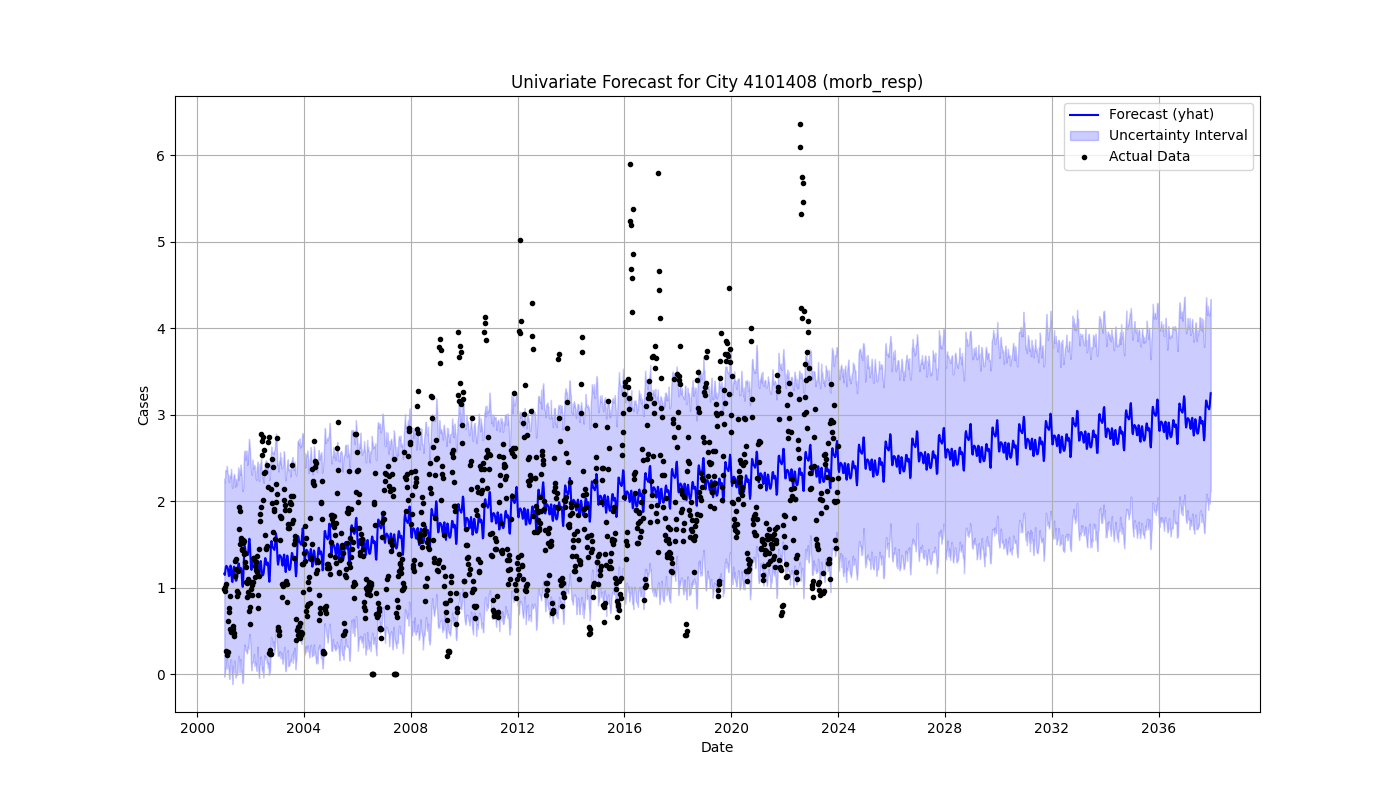 Univariate Forecast for City 4101408 (morb_resp)
Forecast (yhat)
Uncertainty Interval
Actual Data
6
5
4
3
2
1
0
Cases
2000 2004 2008 2012 2016 2020 2024 2028 2032 2036
Date